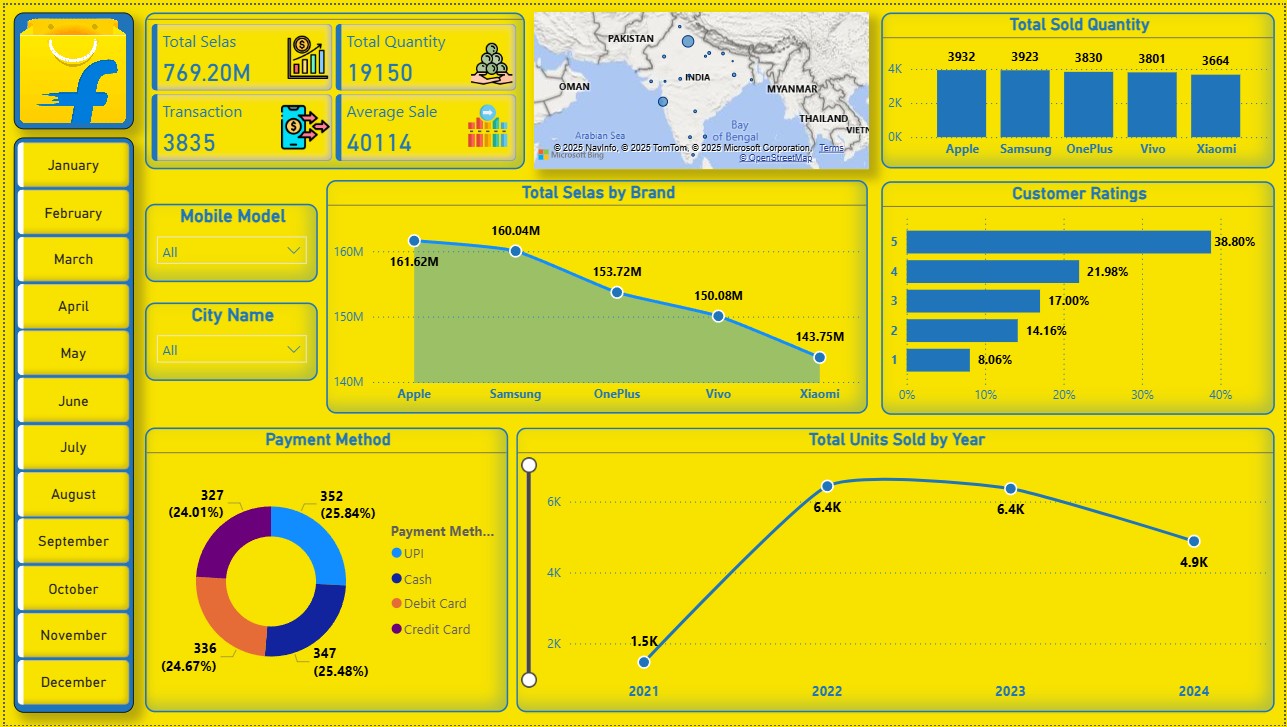 January
February
March
April
May
June
July
August
September
October
November
December
Total Selas
769.20M
Total Quantity
19150
Transaction
3835
Average Sale
40114
PAKISTAN
OMAN
INDIA
MYANMAR
THAILAND
VIETN
Arabian Sea
Bay
of Bengal
© 2025 NavInfo, © 2025 TomTom, © 2025 Microsoft Corporation, Terms
Microsoft Bing
© OpenStreetMap
Total Sold Quantity
3932
3923
3830
3801
3664
4K
2K
0K
Apple
Samsung
OnePlus
Vivo
Xiaomi
Mobile Model
All
City Name
All
Total Selas by Brand
160M
150M
140M
161.62M
160.04M
153.72M
150.08M
143.75M
Apple
Samsung
OnePlus
Vivo
Xiaomi
Customer Ratings
5
38.80%
4
21.98%
3
17.00%
2
14.16%
1
8.06%
0%
10%
20%
30%
40%
Payment Method
327
(24.01%)
352
(25.84%)
336
(24.67%)
347
(25.48%)
Payment Meth...
UPI
Cash
Debit Card
Credit Card
Total Units Sold by Year
6K
4K
2K
1.5K
6.4K
6.4K
4.9K
2021
2022
2023
2024